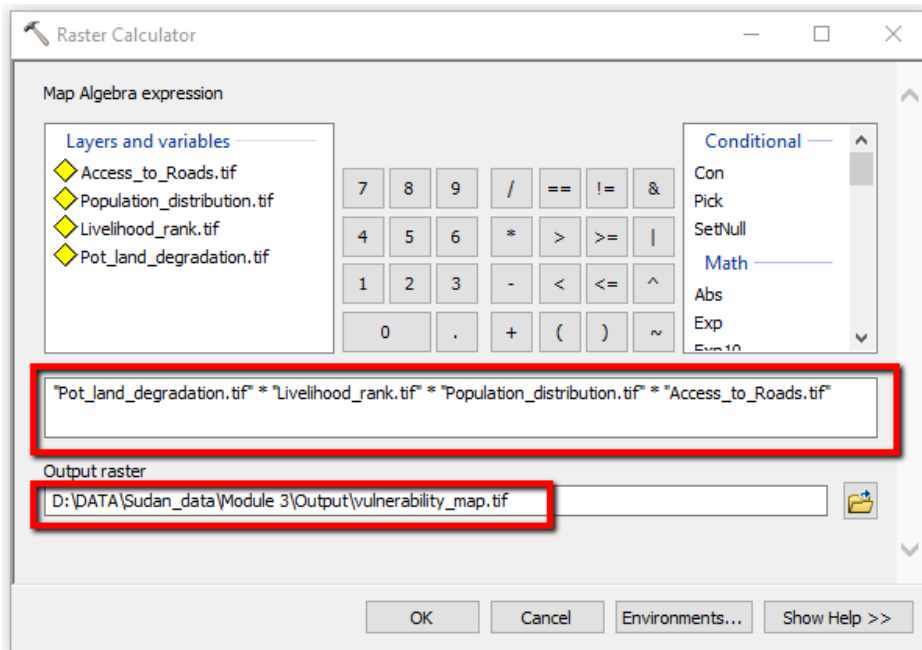 Raster Calculator
Map Algebra expression
Layers and variables
Access_to_Roads.tif
Population_distribution.tif
Livelihood_rank.tif
Pot_land_degradation.tif
7 8 9 / == != &
4 5 6 * > >= |
1 2 3 - < <= ^
0 . + ( ) ~
Conditional
Con
Pick
SetNull
Math
Abs
Exp
Exp10
"Pot_land_degradation.tif" * "Livelihood_rank.tif" * "Population_distribution.tif" * "Access_to_Roads.tif"
Output raster
D:\DATA\Sudan_data\Module 3\Output\vulnerability_map.tif
OK Cancel Environments... Show Help >>